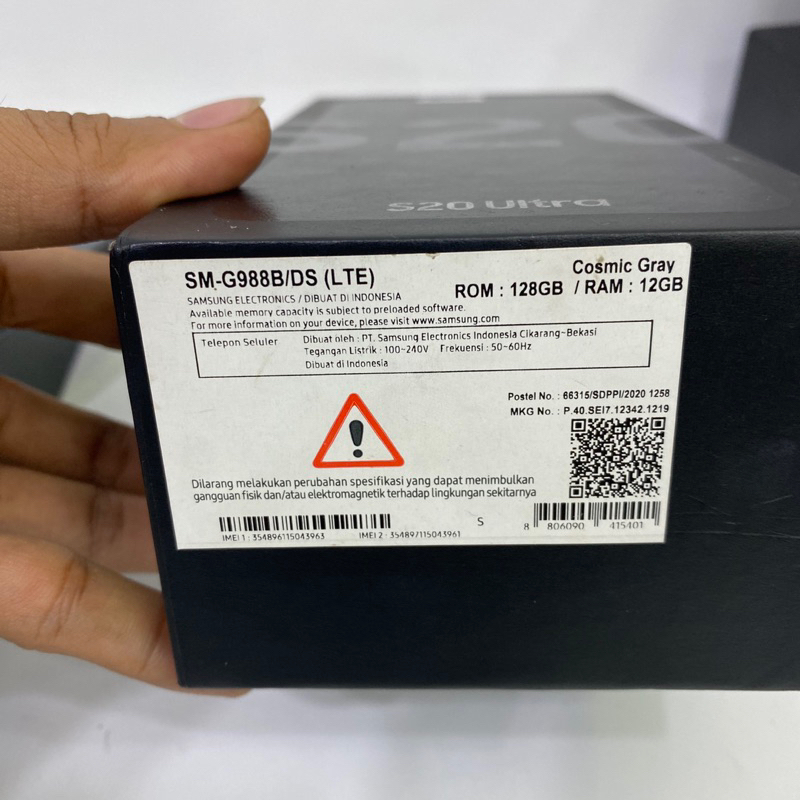 S20
S20 Ultra
SM-G988B/DS (LTE)
Cosmic Gray
SAMSUNG ELECTRONICS / DIBUAT DI INDONESIA
ROM : 128GB / RAM : 12GB
Available memory capacity is subject to preloaded software.
For more information on your device, please visit www.samsung.com
Telepon Seluler
Dibuat oleh : PT. Samsung Electronics Indonesia Cikarang-Bekasi
Tegangan Listrik : 100~240V Frekuensi : 50~60Hz
Dibuat di Indonesia
Postel No. : 66315/SDPPI/2020 1258
MKG No. : P.40.SEI7.12342.1219
Dilarang melakukan perubahan spesifikasi yang dapat menimbulkan
gangguan fisik dan/atau elektromagnetik terhadap lingkungan sekitarnya
S
8 806090 415401
IMEI 1 : 354896115043963 IMEI 2 : 354897115043961